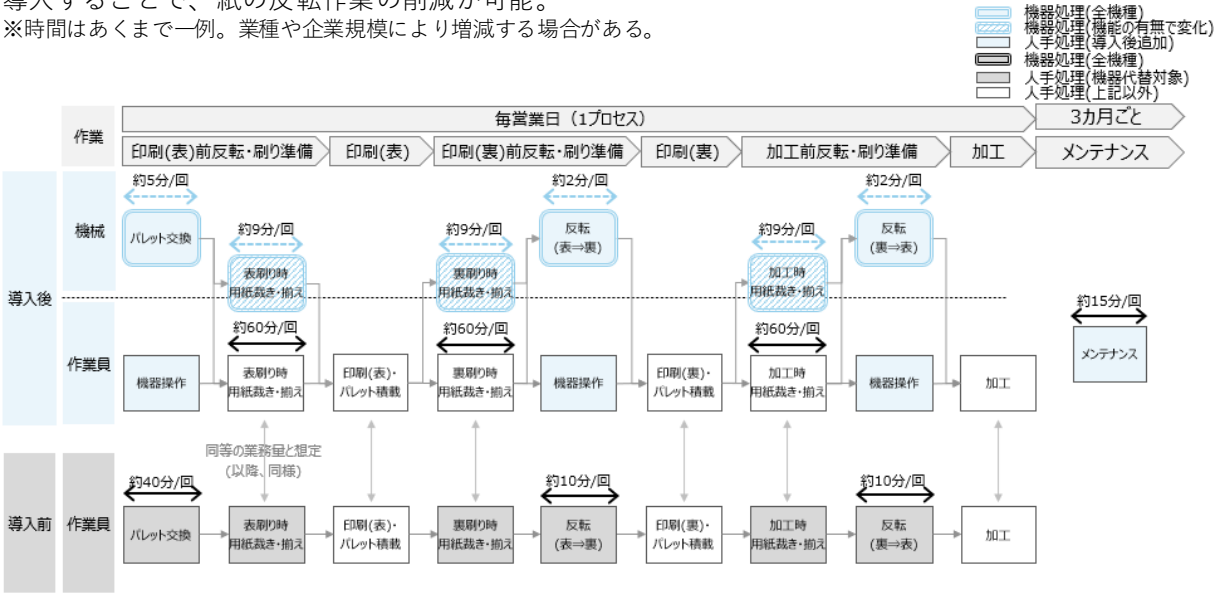 導入することで、紙の反転作業の削減が可能。
※時間はあくまで一例。業種や企業規模により増減する場合がある。
機器処理(全機種)
機器処理(機能の有無で変化)
人手処理(導入後追加)
機器処理(全機種)
人手処理(機器代替対象)
人手処理(上記以外)
作業
毎営業日（1プロセス）
3カ月ごと
印刷(表)前反転・刷り準備
印刷(表)
印刷(裏)前反転・刷り準備
印刷(裏)
加工前反転・刷り準備
加工
メンテナンス
導入後
機械
約5分/回
パレット交換
約9分/回
表刷り時
用紙裁き・揃え
約9分/回
裏刷り時
用紙裁き・揃え
約2分/回
反転
(表⇒裏)
約9分/回
加工時
用紙裁き・揃え
約2分/回
反転
(裏⇒表)
作業員
機器操作
約60分/回
表刷り時
用紙裁き・揃え
印刷(表)・
パレット積載
約60分/回
裏刷り時
用紙裁き・揃え
機器操作
印刷(裏)・
パレット積載
約60分/回
加工時
用紙裁き・揃え
機器操作
加工
約15分/回
メンテナンス
同等の業務量と想定
(以降、同様)
導入前
作業員
約40分/回
パレット交換
表刷り時
用紙裁き・揃え
印刷(表)・
パレット積載
裏刷り時
用紙裁き・揃え
約10分/回
反転
(表⇒裏)
印刷(裏)・
パレット積載
加工時
用紙裁き・揃え
約10分/回
反転
(裏⇒表)
加工